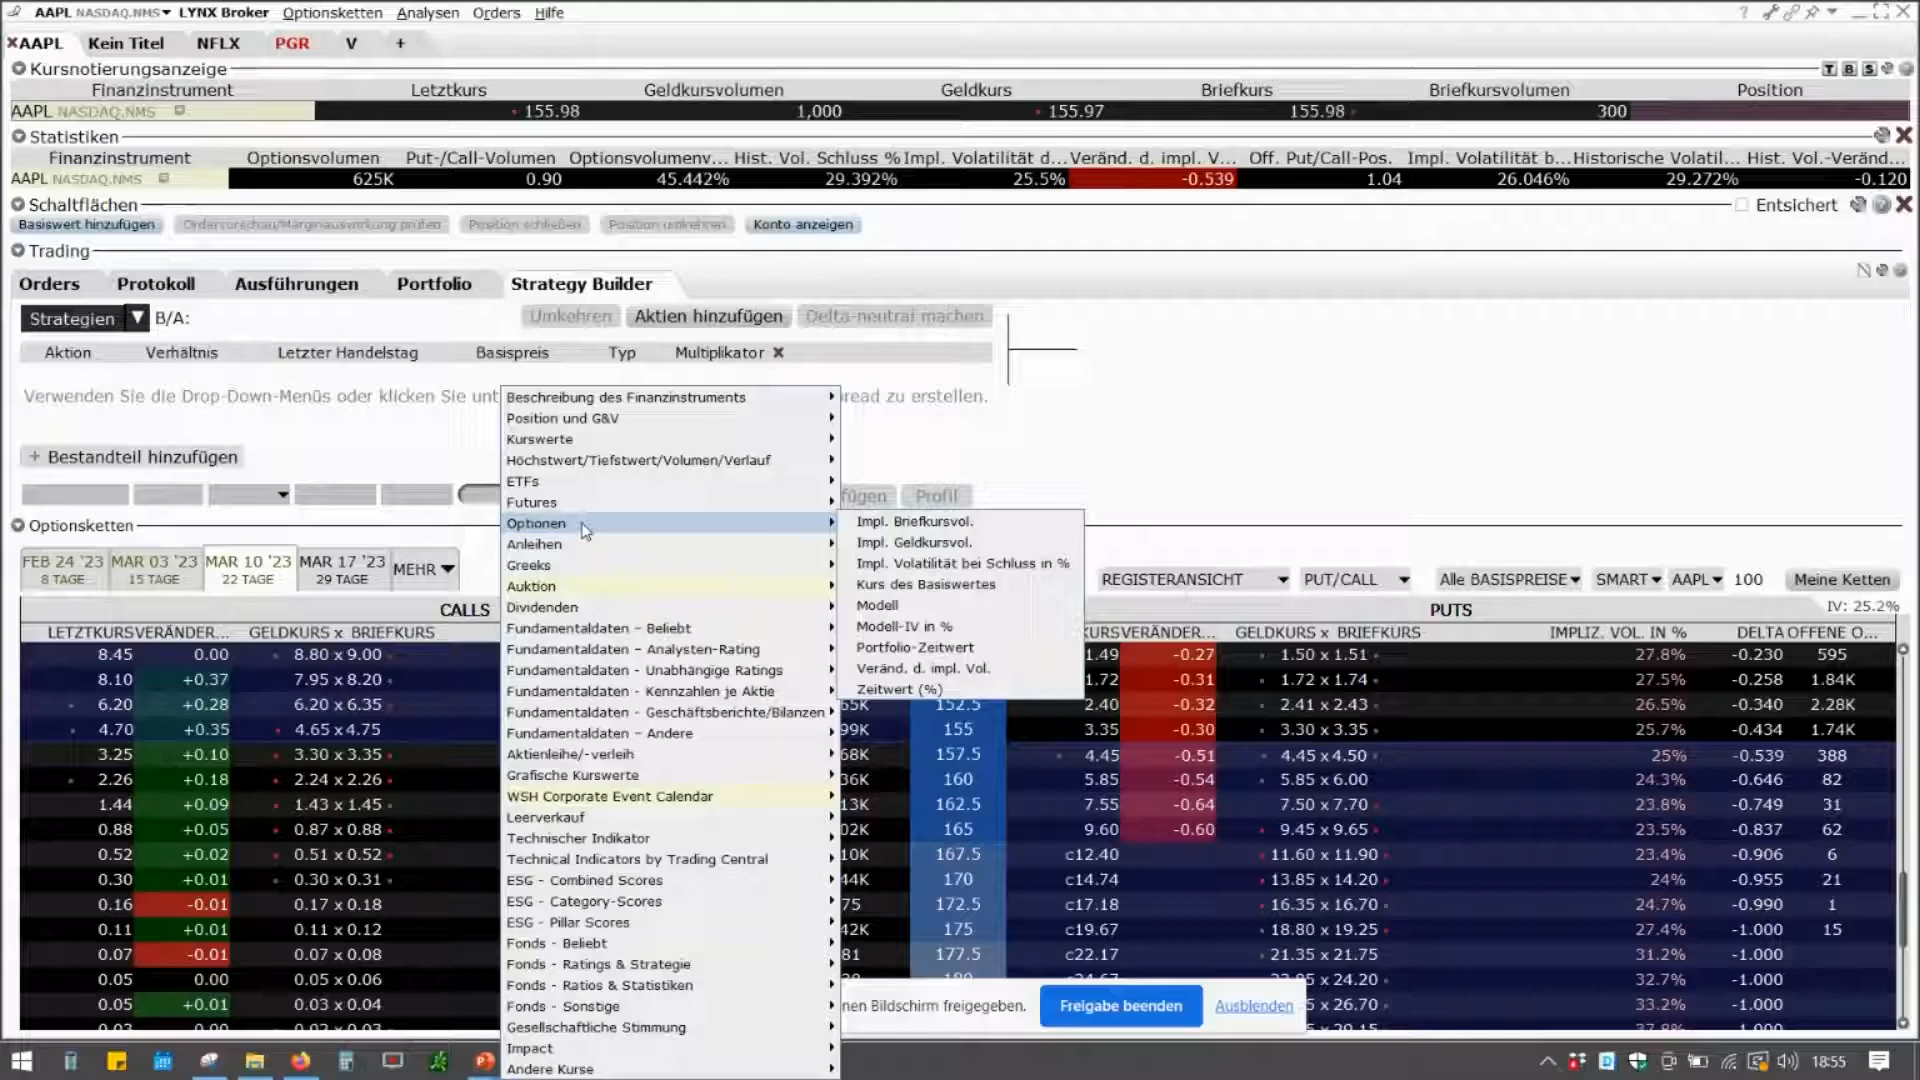 AAPL NASDAQ.NMS LYNX Broker Optionsketten Analysen Orders Hilfe
AAPL Kein Titel NFLX PGR V +
Kursnotierungsanzeige T B S
Finanzinstrument Letztkurs Geldkursvolumen Geldkurs Briefkurs Briefkursvolumen Position
AAPL NASDAQ.NMS 155.98 1,000 155.97 155.98 300
Statistiken
Finanzinstrument Optionsvolumen Put-/Call-Volumen Optionsvolumenv... Hist. Vol. Schluss % Impl. Volatilität d... Veränd. d. impl. V... Off. Put/Call-Pos. Impl. Volatilität b... Historische Volatil... Hist. Vol.-Veränd...
AAPL NASDAQ.NMS 625K 0.90 45.442% 29.392% 25.5% -0.539 1.04 26.046% 29.272% -0.120
Schaltflächen Entsichert
Basiswert hinzufügen Ordervorschau/Marginauswirkung prüfen Position schließen Position umkehren Konto anzeigen
Trading
Orders Protokoll Ausführungen Portfolio Strategy Builder
Strategien B/A: Umkehren Aktien hinzufügen Delta-neutral machen
Aktion Verhältnis Letzter Handelstag Basispreis Typ Multiplikator
Verwenden Sie die Drop-Down-Menüs oder klicken Sie unt read zu erstellen.
+ Bestandteil hinzufügen
fügen Profil
Optionsketten
FEB 24 '23 MAR 03 '23 MAR 10 '23 MAR 17 '23 MEHR
8 TAGE 15 TAGE 22 TAGE 29 TAGE
REGISTERANSICHT PUT/CALL Alle BASISPREISE SMART AAPL 100 Meine Ketten
CALLS PUTS IV: 25.2%
LETZTKURS VERÄNDER... GELDKURS x BRIEFKURS
KURS VERÄNDER... GELDKURS x BRIEFKURS IMPLIZ. VOL. IN % DELTA OFFENE O...
8.45 0.00 8.80 x 9.00 1.49 -0.27 1.50 x 1.51 27.8% -0.230 595
8.10 +0.37 7.95 x 8.20 1.72 -0.31 1.72 x 1.74 27.5% -0.258 1.84K
6.20 +0.28 6.20 x 6.35 55K 152.5 2.40 -0.32 2.41 x 2.43 26.5% -0.340 2.28K
4.70 +0.35 4.65 x 4.75 99K 155 3.35 -0.30 3.30 x 3.35 25.7% -0.434 1.74K
3.25 +0.10 3.30 x 3.35 68K 157.5 4.45 -0.51 4.45 x 4.50 25% -0.539 388
2.26 +0.18 2.24 x 2.26 36K 160 5.85 -0.54 5.85 x 6.00 24.3% -0.646 82
1.44 +0.09 1.43 x 1.45 13K 162.5 7.55 -0.64 7.50 x 7.70 23.8% -0.749 31
0.88 +0.05 0.87 x 0.88 02K 165 9.60 -0.60 9.45 x 9.65 23.5% -0.837 62
0.52 +0.02 0.51 x 0.52 10K 167.5 c12.40 11.60 x 11.90 23.4% -0.906 6
0.30 +0.01 0.30 x 0.31 44K 170 c14.74 13.85 x 14.20 24% -0.955 21
0.16 -0.01 0.17 x 0.18 75 172.5 c17.18 16.35 x 16.70 24.7% -0.990 1
0.11 +0.01 0.11 x 0.12 42K 175 c19.67 18.80 x 19.25 27.4% -1.000 15
0.07 -0.01 0.07 x 0.08 81 177.5 c22.17 21.35 x 21.75 31.2% -1.000
0.05 0.00 0.05 x 0.06 x 24.20 32.7% -1.000
0.05 +0.01 0.03 x 0.04 5 x 26.70 33.2% -1.000
Beschreibung des Finanzinstruments
Position und G&V
Kurswerte
Höchstwert/Tiefstwert/Volumen/Verlauf
ETFs
Futures
Optionen
Anleihen
Greeks
Auktion
Dividenden
Fundamentaldaten - Beliebt
Fundamentaldaten - Analysten-Rating
Fundamentaldaten - Unabhängige Ratings
Fundamentaldaten - Kennzahlen je Aktie
Fundamentaldaten - Geschäftsberichte/Bilanzen
Fundamentaldaten - Andere
Aktienleihe/-verleih
Grafische Kurswerte
WSH Corporate Event Calendar
Leerverkauf
Technischer Indikator
Technical Indicators by Trading Central
ESG - Combined Scores
ESG - Category-Scores
ESG - Pillar Scores
Fonds - Beliebt
Fonds - Ratings & Strategie
Fonds - Ratios & Statistiken
Fonds - Sonstige
Gesellschaftliche Stimmung
Impact
Andere Kurse
Impl. Briefkursvol.
Impl. Geldkursvol.
Impl. Volatilität bei Schluss in %
Kurs des Basiswertes
Modell
Modell-IV in %
Portfolio-Zeitwert
Veränd. d. impl. Vol.
Zeitwert (%)
nen Bildschirm freigegeben. Freigabe beenden Ausblenden
18:55